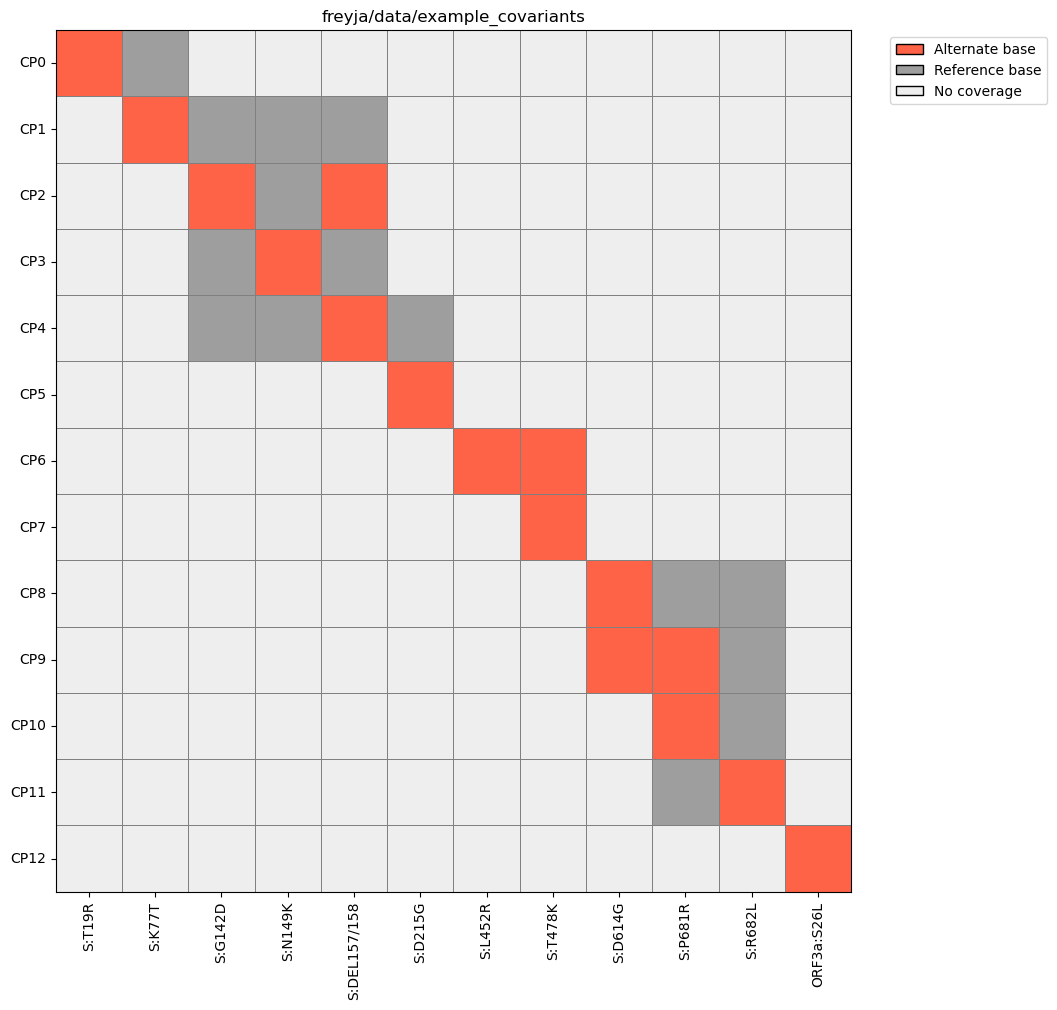 freyja/data/example_covariants
Alternate base
Reference base
No coverage
CP0
CP1
CP2
CP3
CP4
CP5
CP6
CP7
CP8
CP9
CP10
CP11
CP12
S:T19R
S:K77T
S:G142D
S:N149K
S:DEL157/158
S:D215G
S:L452R
S:T478K
S:D614G
S:P681R
S:R682L
ORF3a:S26L